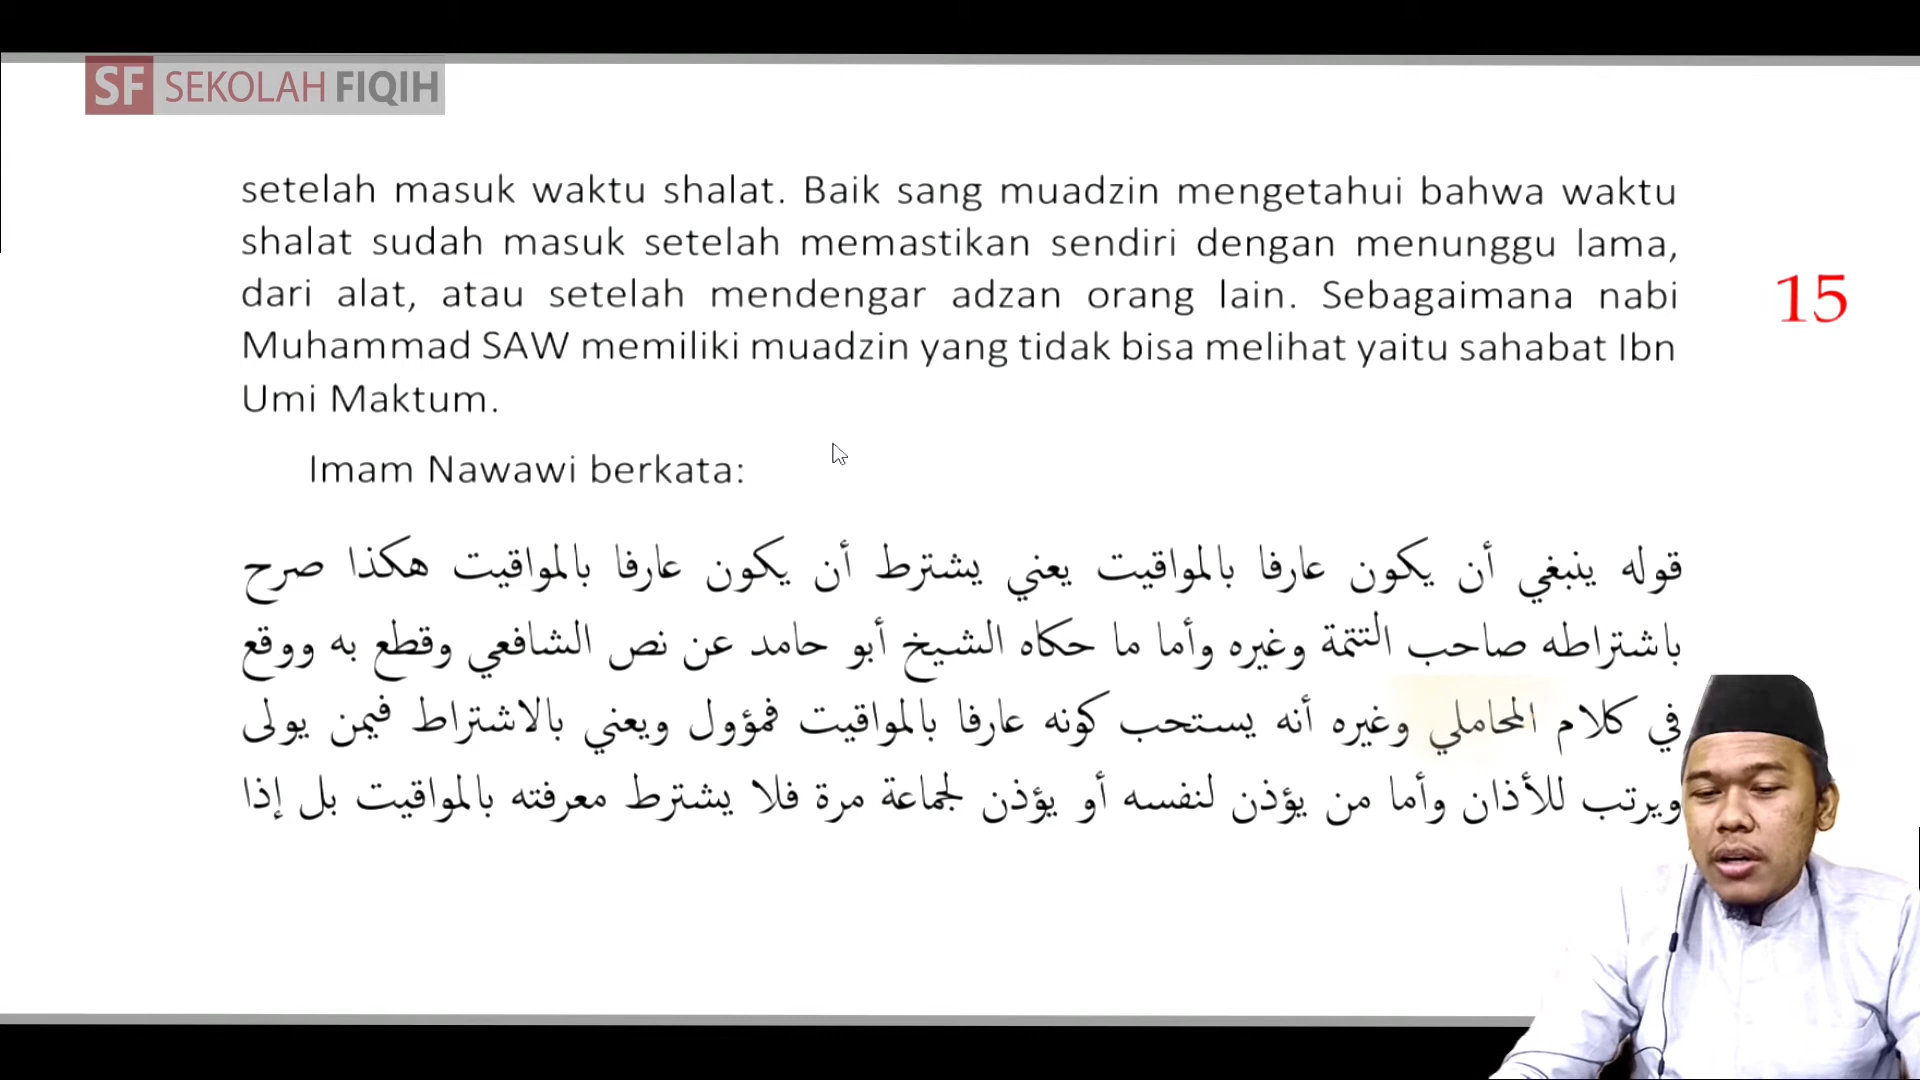 SF SEKOLAH FIQIH
setelah masuk waktu shalat. Baik sang muadzin mengetahui bahwa waktu
shalat sudah masuk setelah memastikan sendiri dengan menunggu lama,
dari alat, atau setelah mendengar adzan orang lain. Sebagaimana nabi
Muhammad SAW memiliki muadzin yang tidak bisa melihat yaitu sahabat Ibn
Umi Maktum.
15
Imam Nawawi berkata:
قوله ينبغي أن يكون عارفا بالمواقيت يعني يشترط أن يكون عارفا بالمواقيت هكذا صرح
باشتراطه صاحب التتمة وغيره وأما ما حكاه الشيخ أبو حامد عن نص الشافعي وقطع به ووقع
في كلام المحاملي وغيره أنه يستحب كونه عارفا بالمواقيت فمؤول ويعني بالاشتراط فيمن يولى
ويرتب للأذان وأما من يؤذن لنفسه أو يؤذن لجماعة مرة فلا يشترط معرفته بالمواقيت بل إذا